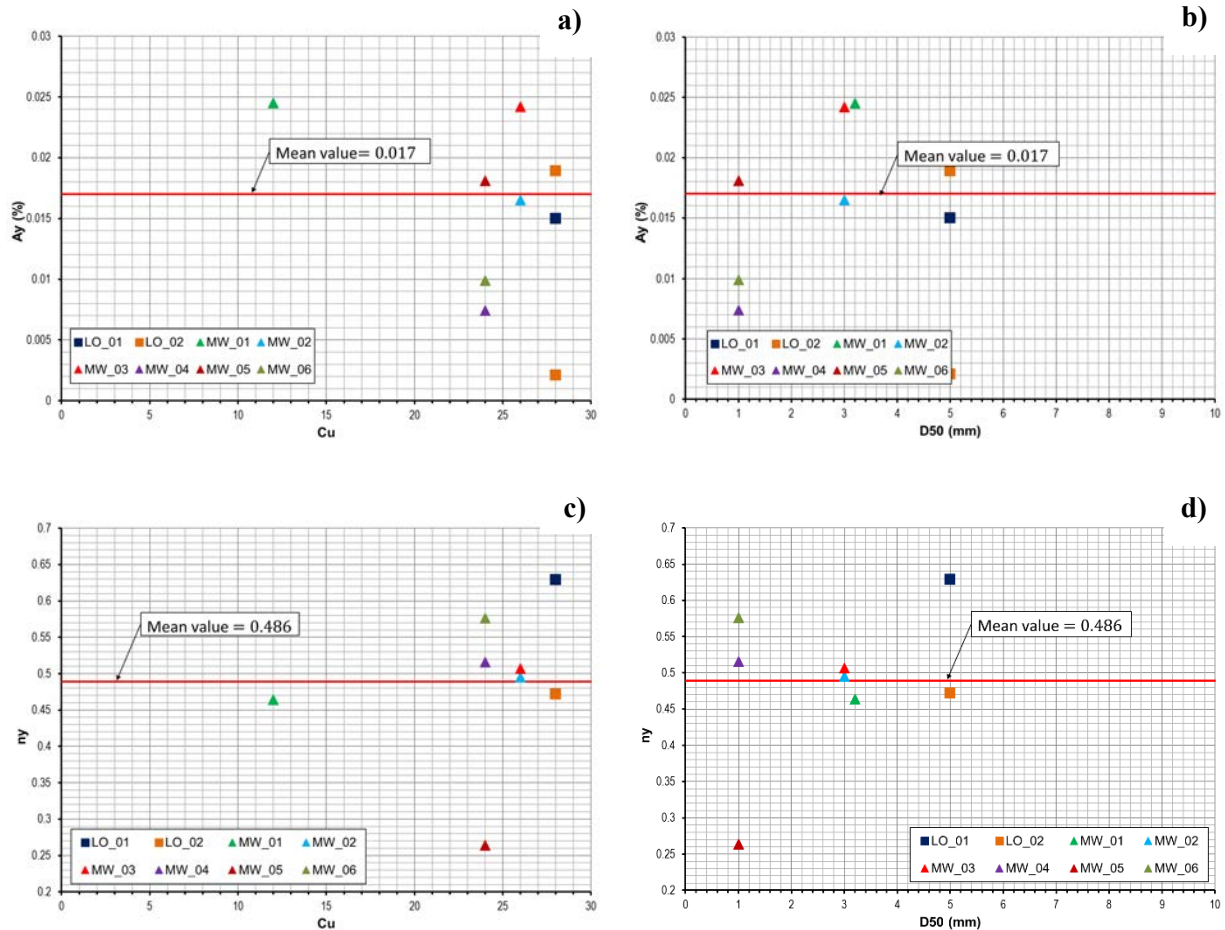 a)
0.03
0.025
0.02
0.015
0.01
0.005
0
Ay (%)
Mean value= 0.017
LO_01 LO_02 MW_01 MW_02
MW_03 MW_04 MW_05 MW_06
0 5 10 15 20 25 30
Cu
b)
0.03
0.025
0.02
0.015
0.01
0.005
0
Ay (%)
Mean value = 0.017
LO_01 LO_02 MW_01 MW_02
MW_03 MW_04 MW_05 MW_06
0 1 2 3 4 5 6 7 8 9 10
D50 (mm)
c)
0.7
0.65
0.6
0.55
0.5
0.45
0.4
0.35
0.3
0.25
0.2
ny
Mean value = 0.486
LO_01 LO_02 MW_01 MW_02
MW_03 MW_04 MW_05 MW_06
0 5 10 15 20 25 30
Cu
d)
0.7
0.65
0.6
0.55
0.5
0.45
0.4
0.35
0.3
0.25
0.2
ny
Mean value = 0.486
LO_01 LO_02 MW_01 MW_02
MW_03 MW_04 MW_05 MW_06
0 1 2 3 4 5 6 7 8 9 10
D50 (mm)